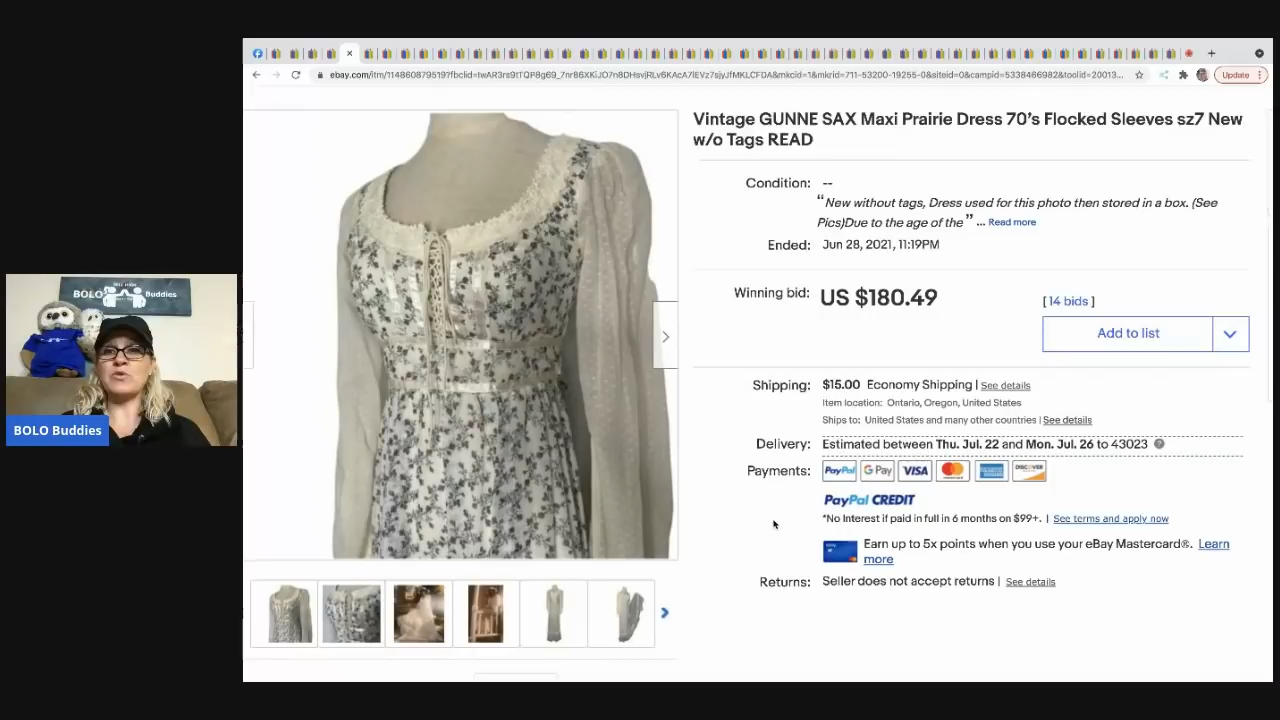 ebay.com/itm/114860879519?fbclid=IwAR3rs9tTQP8g69_7nr86XKiJO7n8DHsvjRLv6KAcA7lEVz7sjyJfMKLCFDA&mkcid=1&mkrid=711-53200-19255-0&siteid=0&campid=5338466982&toolid=20013...
Update
Vintage GUNNE SAX Maxi Prairie Dress 70's Flocked Sleeves sz7 New
w/o Tags READ
Condition: --
“New without tags, Dress used for this photo then stored in a box. (See
Pics)Due to the age of the ” ... Read more
Ended: Jun 28, 2021, 11:19PM
Winning bid: US $180.49 [ 14 bids ]
Add to list
Shipping: $15.00 Economy Shipping | See details
Item location: Ontario, Oregon, United States
Ships to: United States and many other countries | See details
Delivery: Estimated between Thu. Jul. 22 and Mon. Jul. 26 to 43023
Payments: PayPal G Pay VISA MasterCard DISCOVER
PayPal CREDIT
*No Interest if paid in full in 6 months on $99+. | See terms and apply now
Earn up to 5x points when you use your eBay Mastercard®. Learn
more
Returns: Seller does not accept returns | See details
BOLO Buddies
BOLO Buddies